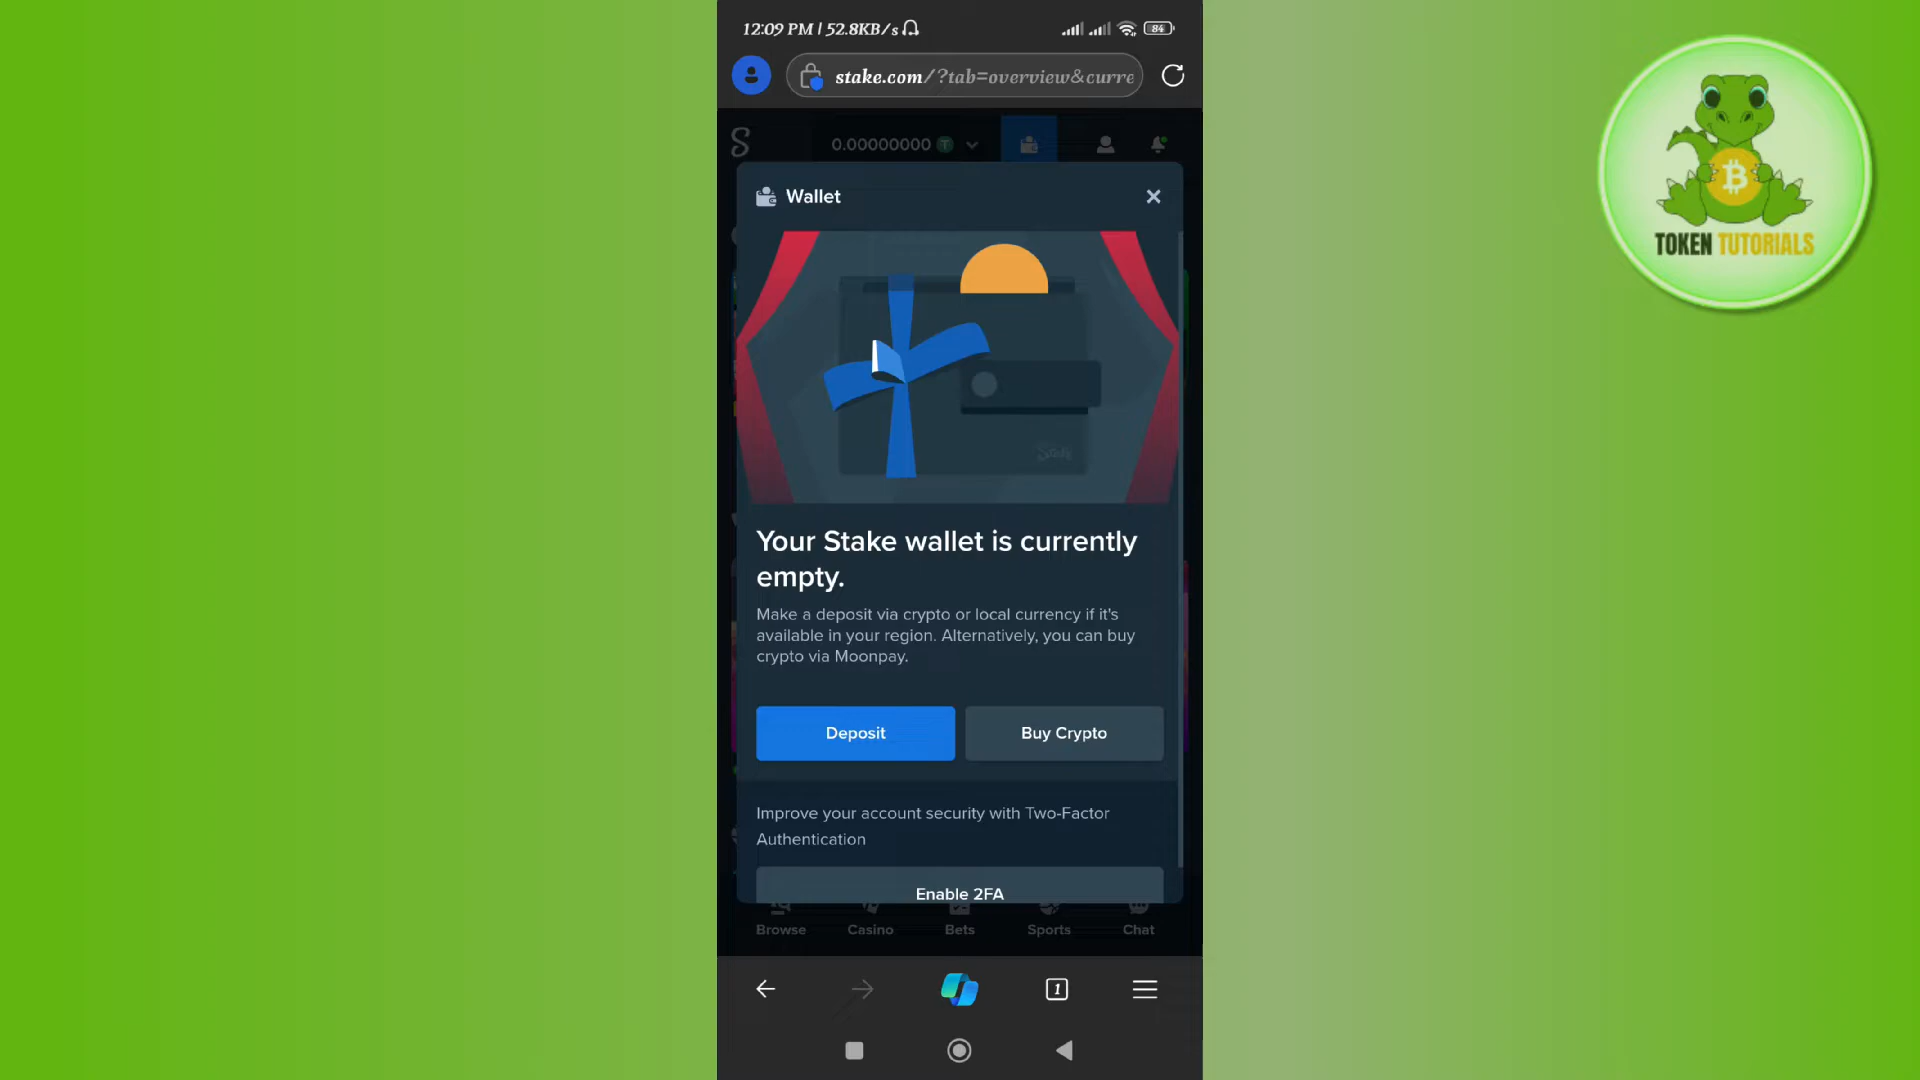 12:09 PM | 52.8KB/s
84
stake.com/?tab=overview&curre
0.00000000
Wallet
Stake
Your Stake wallet is currently
empty.
Make a deposit via crypto or local currency if it's
available in your region. Alternatively, you can buy
crypto via Moonpay.
Deposit
Buy Crypto
Improve your account security with Two-Factor
Authentication
Enable 2FA
Browse
Casino
Bets
Sports
Chat
1
TOKEN TUTORIALS